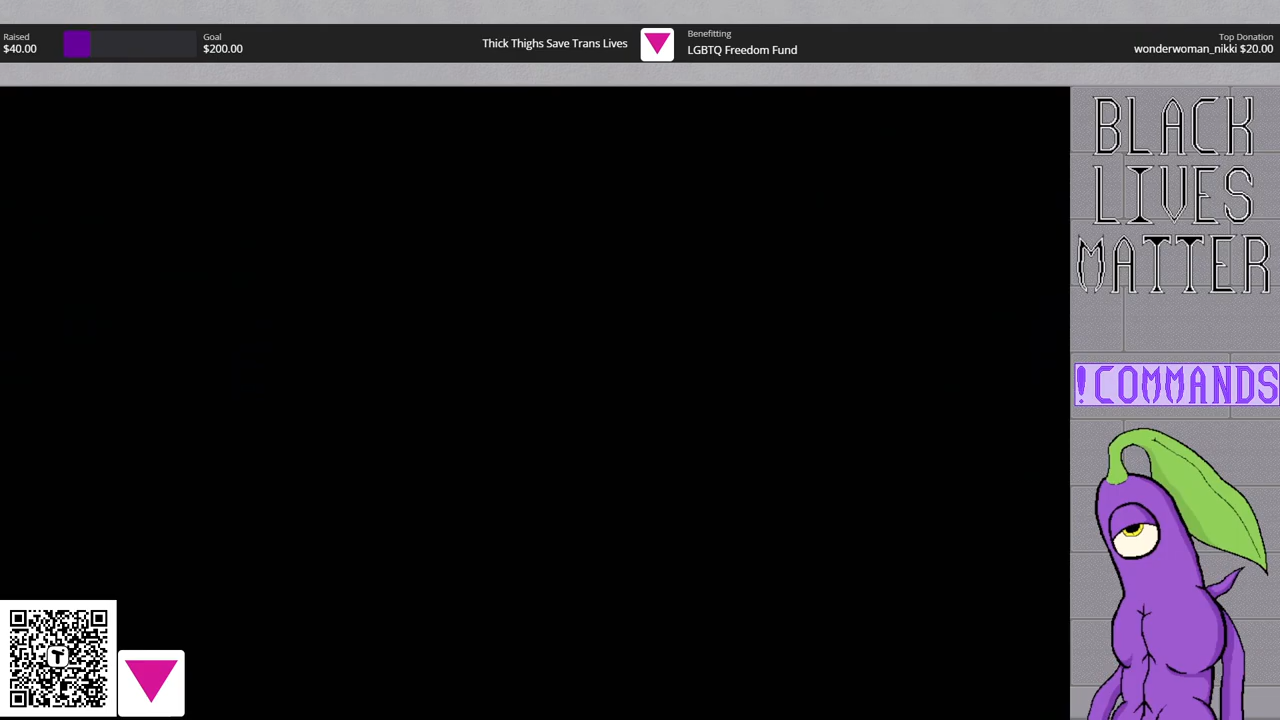 Raised
$40.00
Goal
$200.00
Thick Thighs Save Trans Lives
Benefitting
LGBTQ Freedom Fund
Top Donation
wonderwoman_nikki $20.00
BLACK
LIVES
MATTER
!COMMANDS
T